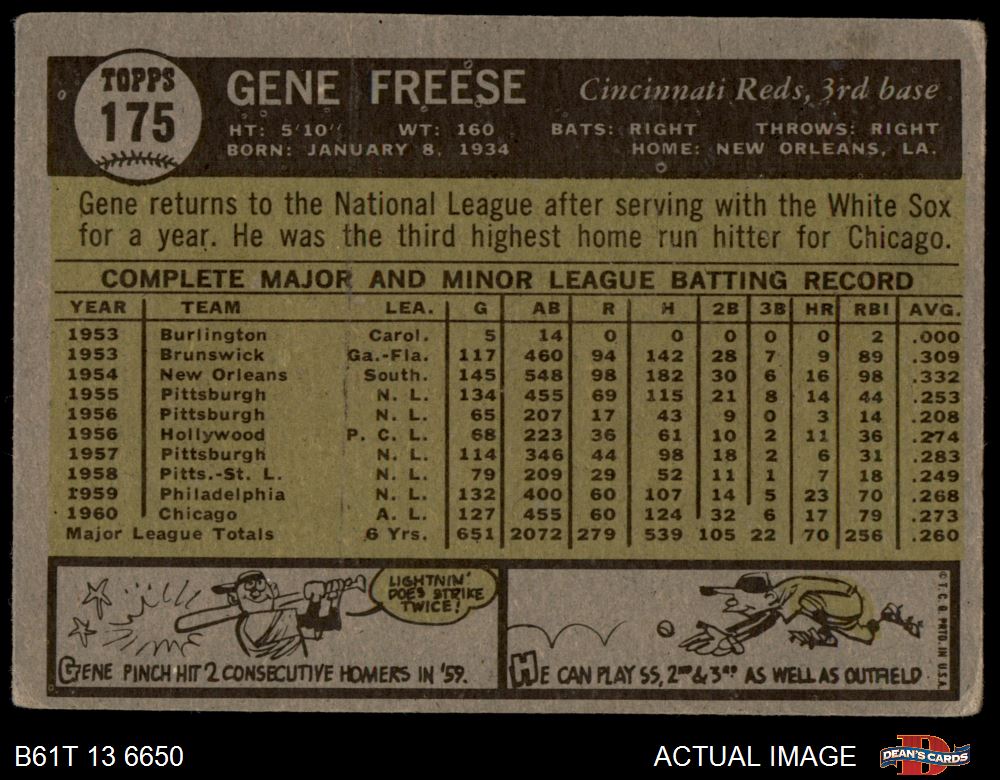 TOPPS
175
GENE FREESE
Cincinnati Reds, 3rd base
HT: 5'10" WT: 160 BATS: RIGHT THROWS: RIGHT
BORN: JANUARY 8, 1934 HOME: NEW ORLEANS, LA.
Gene returns to the National League after serving with the White Sox
for a year. He was the third highest home run hitter for Chicago.
COMPLETE MAJOR AND MINOR LEAGUE BATTING RECORD
YEAR TEAM LEA. G AB R H 2B 3B HR RBI AVG.
1953 Burlington Carol. 5 14 0 0 0 0 0 2 .000
1953 Brunswick Ga.-Fla. 117 460 94 142 28 7 9 89 .309
1954 New Orleans South. 145 548 98 182 30 6 16 98 .332
1955 Pittsburgh N. L. 134 455 69 115 21 8 14 44 .253
1956 Pittsburgh N. L. 65 207 17 43 9 0 3 14 .208
1956 Hollywood P. C. L. 68 223 36 61 10 2 11 36 .274
1957 Pittsburgh N. L. 114 346 44 98 18 2 6 31 .283
1958 Pitts.-St. L. N. L. 79 209 29 52 11 1 7 18 .249
1959 Philadelphia N. L. 132 400 60 107 14 5 23 70 .268
1960 Chicago A. L. 127 455 60 124 32 6 17 79 .273
Major League Totals 6 Yrs. 651 2072 279 539 105 22 70 256 .260
LIGHTNIN'
DOES STRIKE
TWICE!
GENE PINCH HIT 2 CONSECUTIVE HOMERS IN '59.
HE CAN PLAY SS, 2ND & 3RD AS WELL AS OUTFIELD
© T. C. G. PRTD. IN U.S.A.
B61T 13 6650
ACTUAL IMAGE
DEAN'S CARDS